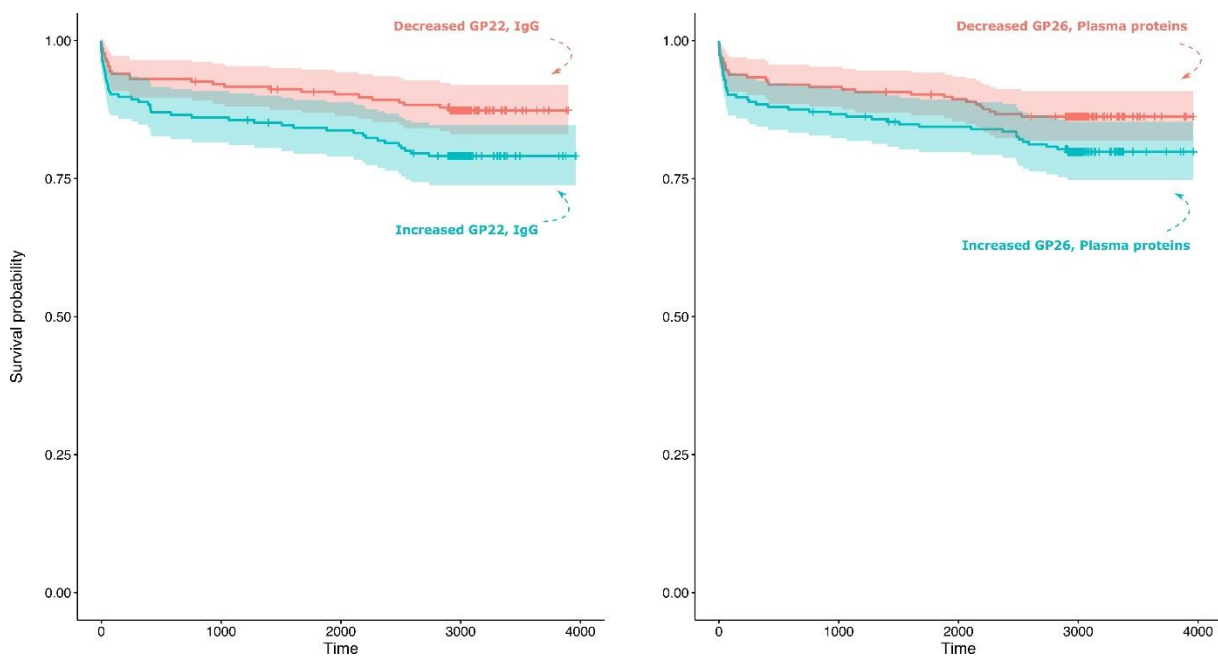 Decreased GP22, IgG
1.00
0.75
Increased GP22, IgG
Survival probability
0.50
0.25
0.00
0 1000 2000 3000 4000
Time
Decreased GP26, Plasma proteins
1.00
0.75
Increased GP26, Plasma proteins
0.50
0.25
0.00
0 1000 2000 3000 4000
Time